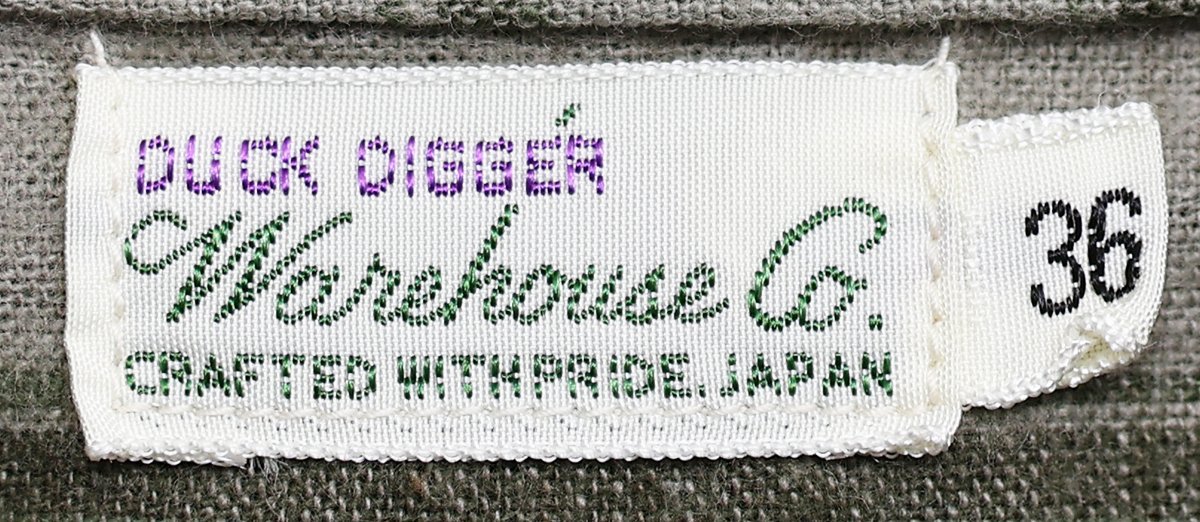 DUCK DIGGER
Warehouse Co.
CRAFTED WITH PRIDE. JAPAN
36